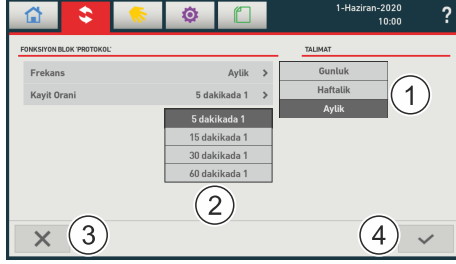 1-Haziran-2020
10:00
?
FONKSIYON BLOK 'PROTOKOL'
TALIMAT
Frekans Aylik >
Kayit Orani 5 dakikada 1 >
Gunluk
Haftalik
Aylik
1
5 dakikada 1
15 dakikada 1
30 dakikada 1
60 dakikada 1
2
3
4